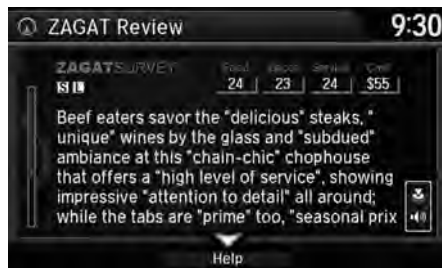 ZAGAT Review 9:30
ZAGATSURVEY Food Decor Service Cost
S L 24 23 24 $55
Beef eaters savor the "delicious" steaks, "
unique" wines by the glass and "subdued"
ambiance at this "chain-chic" chophouse
that offers a "high level of service", showing
impressive "attention to detail" all around;
while the tabs are "prime" too, "seasonal prix
Help